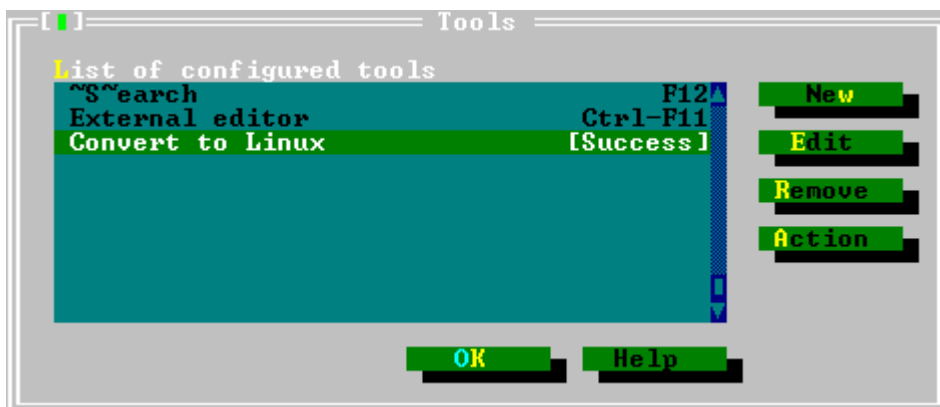 [■] Tools
List of configured tools
~S~earch F12
External editor Ctrl-F11
Convert to Linux [Success]
New
Edit
Remove
Action
OK Help